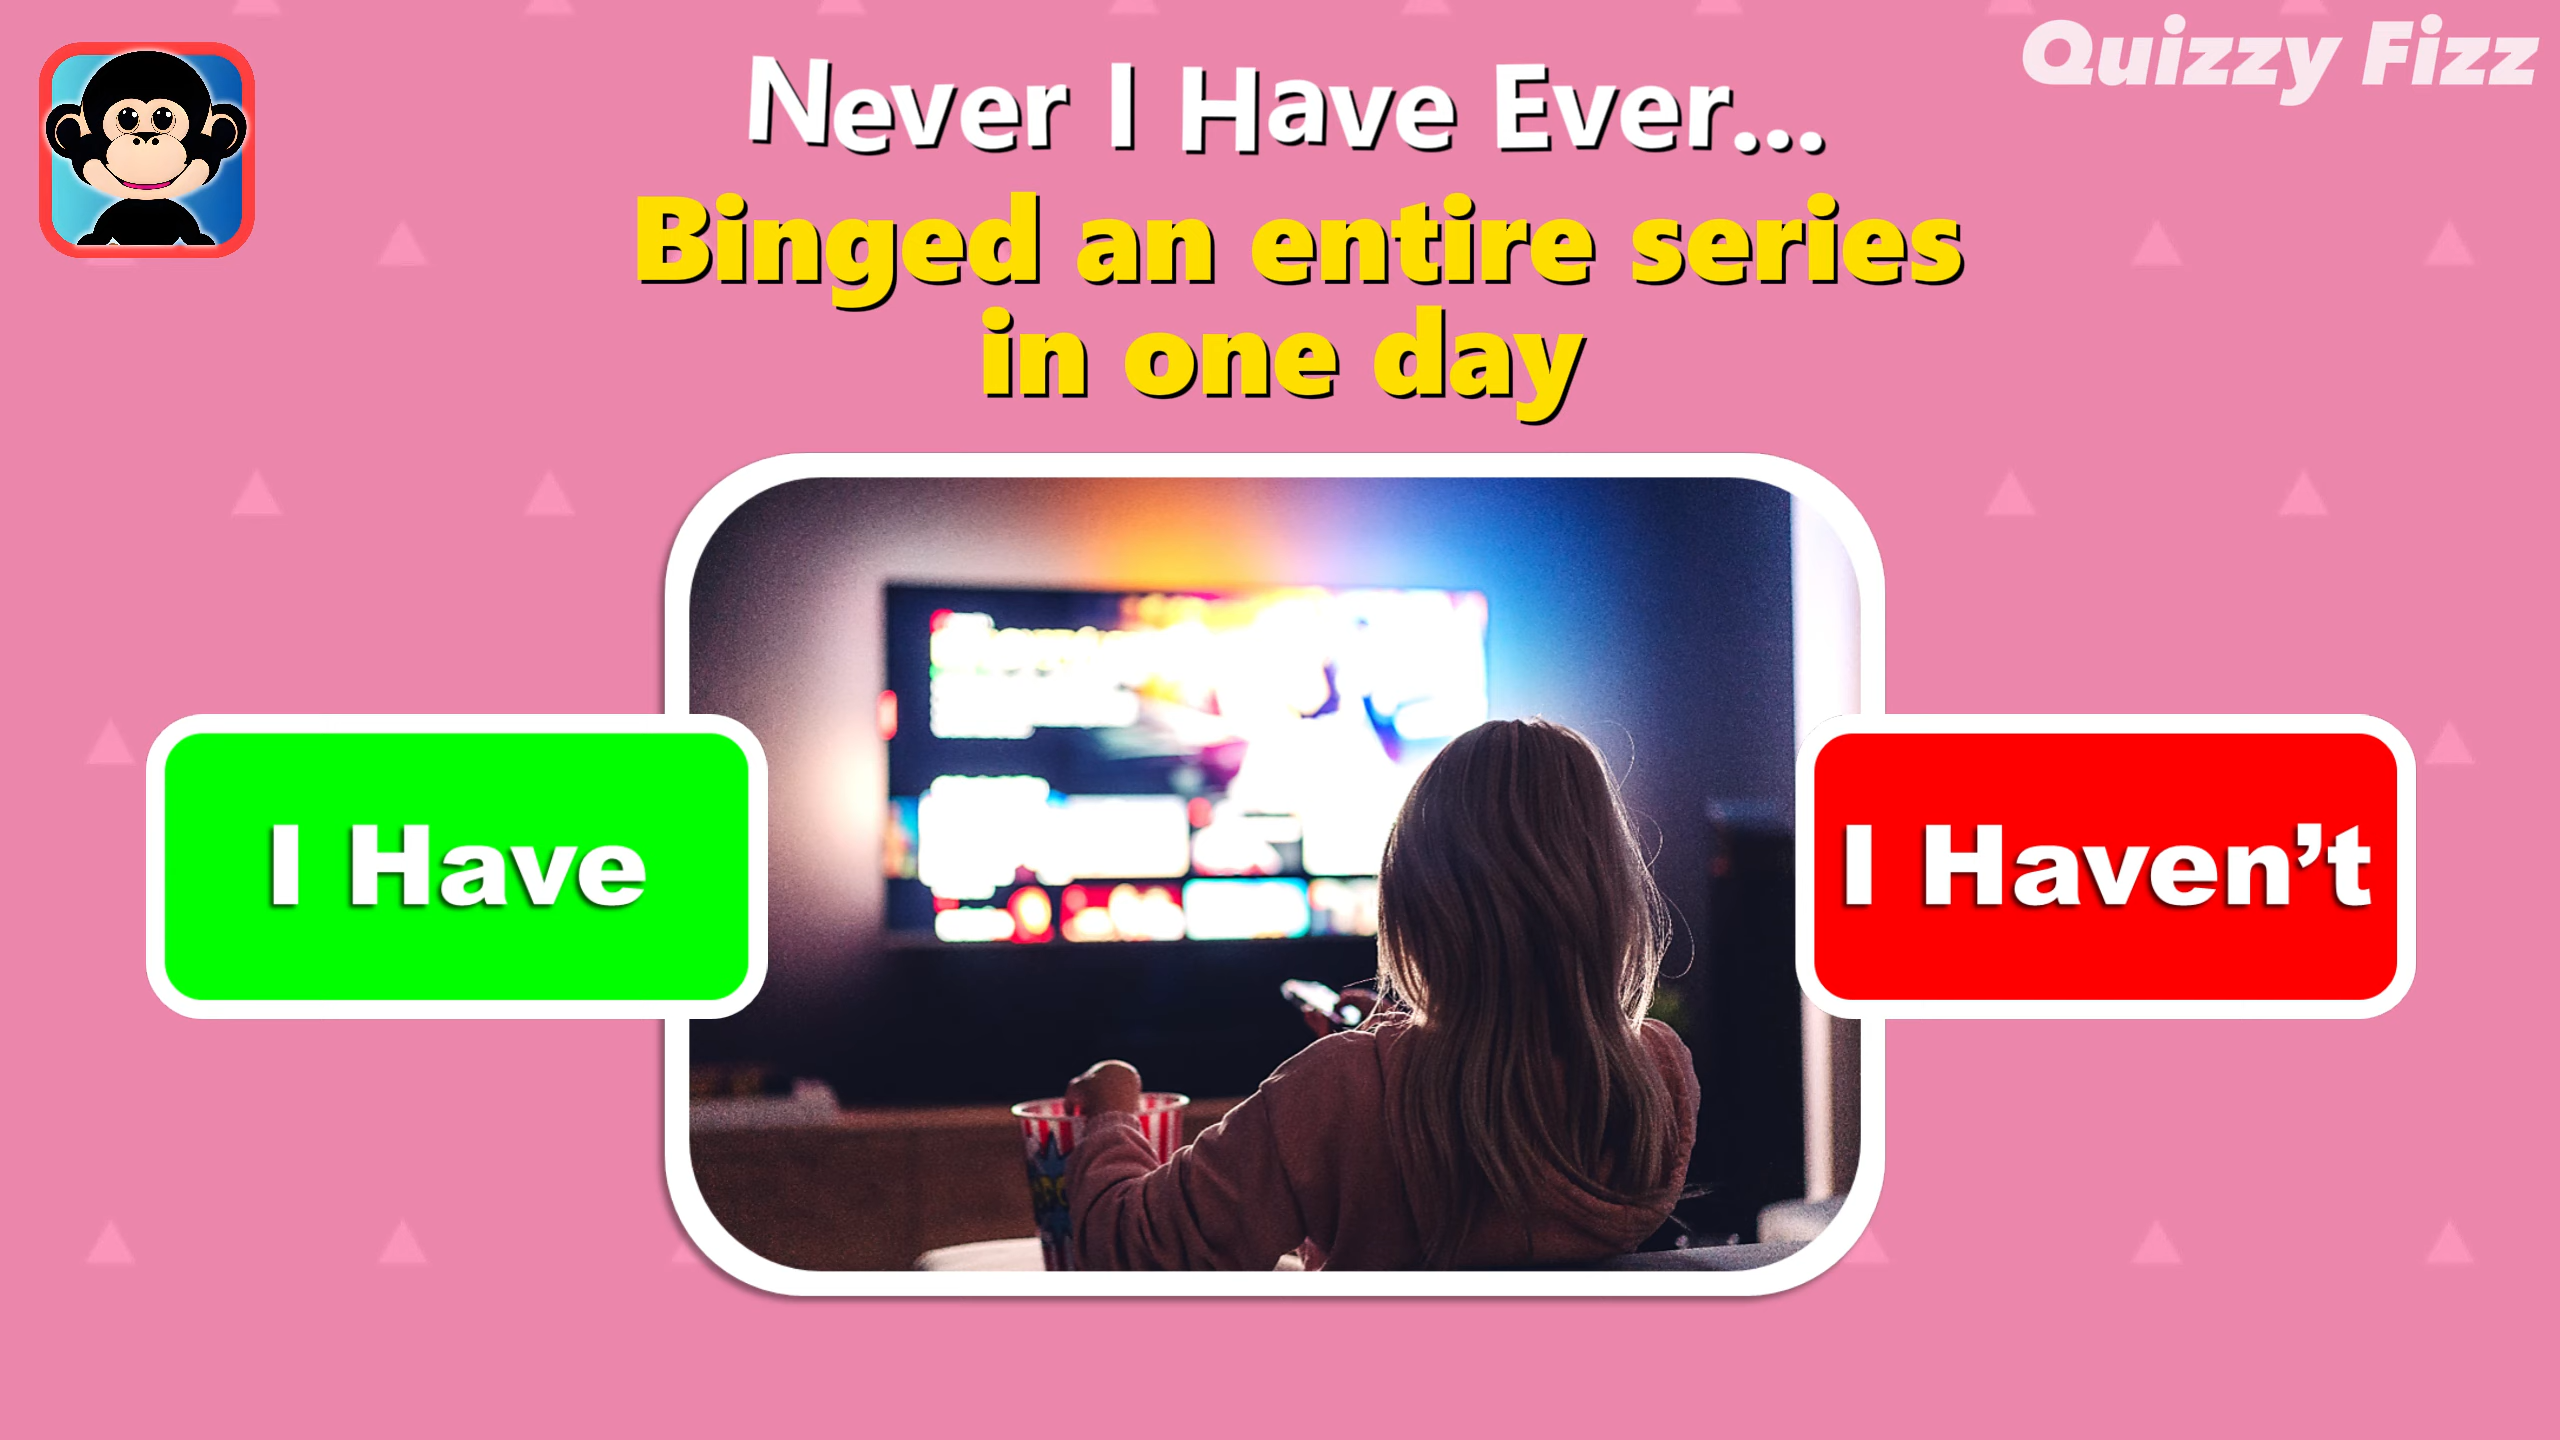 Quizzy Fizz
Never I Have Ever...
Binged an entire series
in one day
I Have
I Haven't